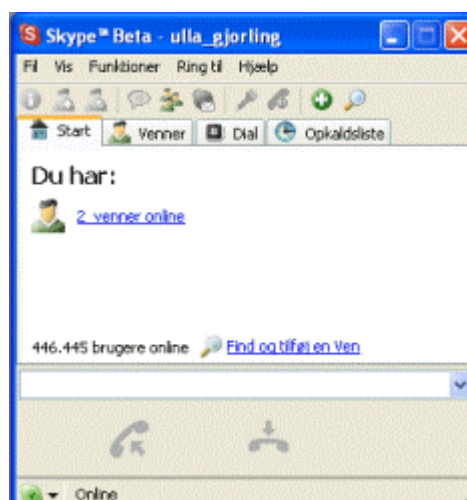 Skype™ Beta - ulla_gjorling
Fil Vis Funktioner Ring til Hjælp
Start Venner Dial Opkaldsliste
Du har:
2 venner online
446.445 brugere online Find og tilføj en Ven
Online